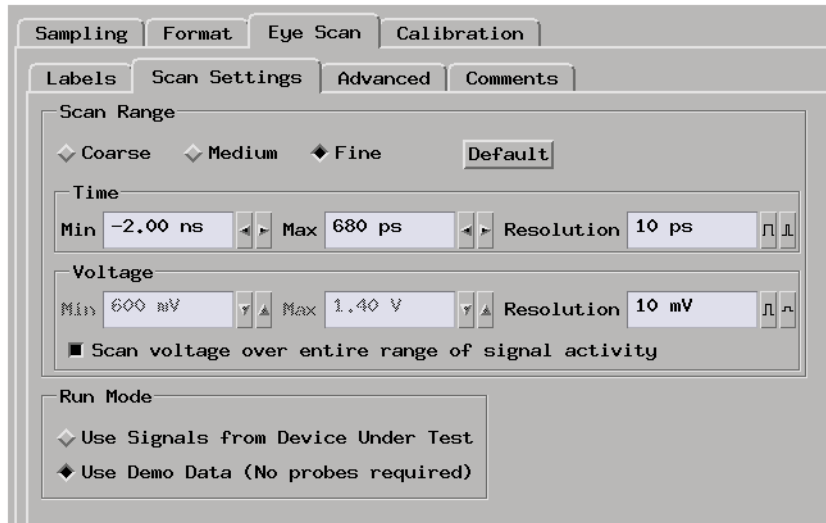 Sampling Format Eye Scan Calibration
Labels Scan Settings Advanced Comments
Scan Range
Coarse Medium Fine Default
Time
Min -2.00 ns Max 680 ps Resolution 10 ps
Voltage
Min 600 mV Max 1.40 V Resolution 10 mV
Scan voltage over entire range of signal activity
Run Mode
Use Signals from Device Under Test
Use Demo Data (No probes required)